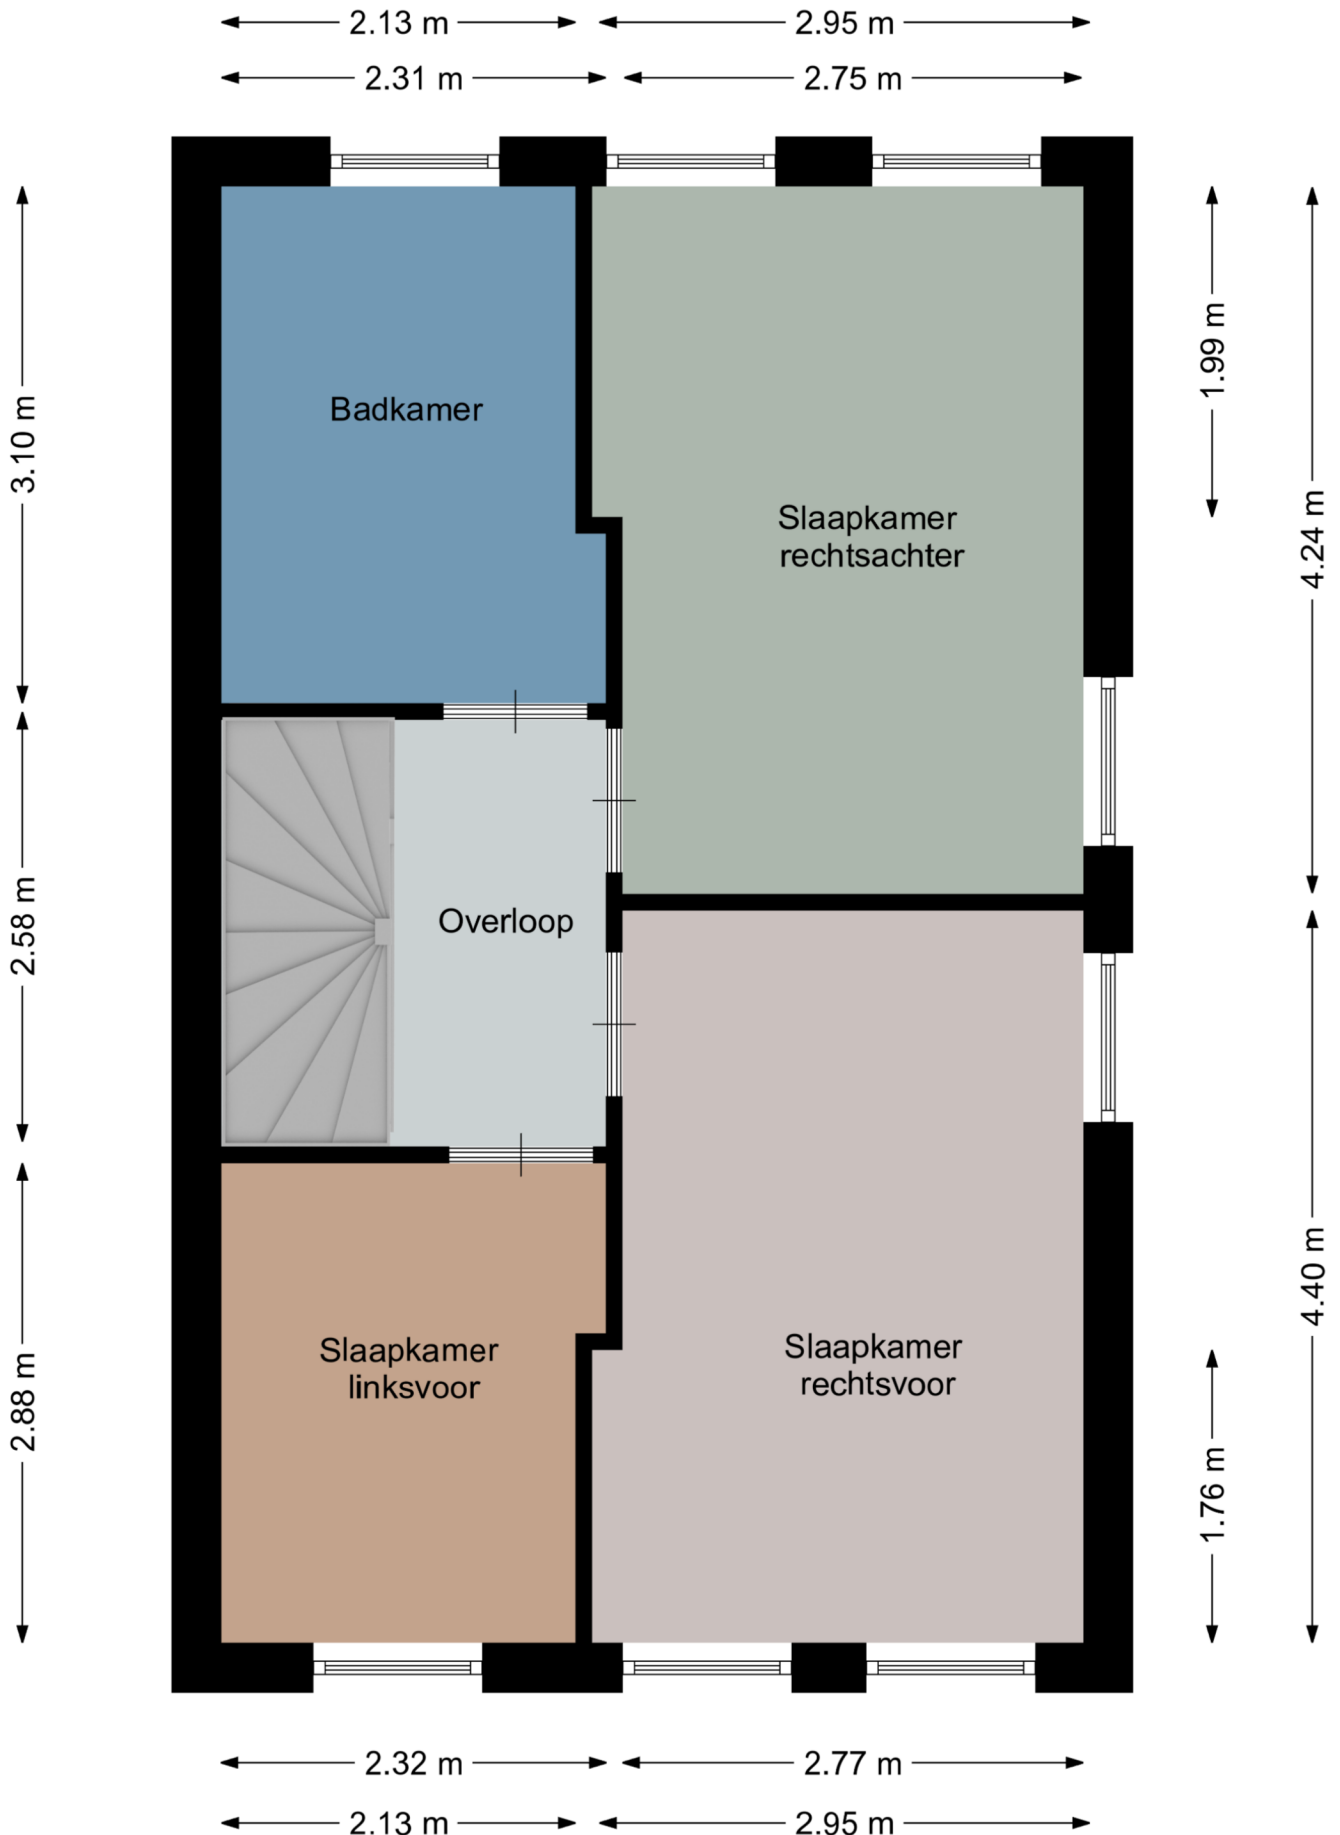 2.13 m
2.95 m
2.31 m
2.75 m
1.99 m
3.10 m
Badkamer
4.24 m
Slaapkamer
rechtsachter
2.58 m
Overloop
4.40 m
Slaapkamer
linksvoor
Slaapkamer
rechtsvoor
2.88 m
1.76 m
2.32 m
2.77 m
2.13 m
2.95 m